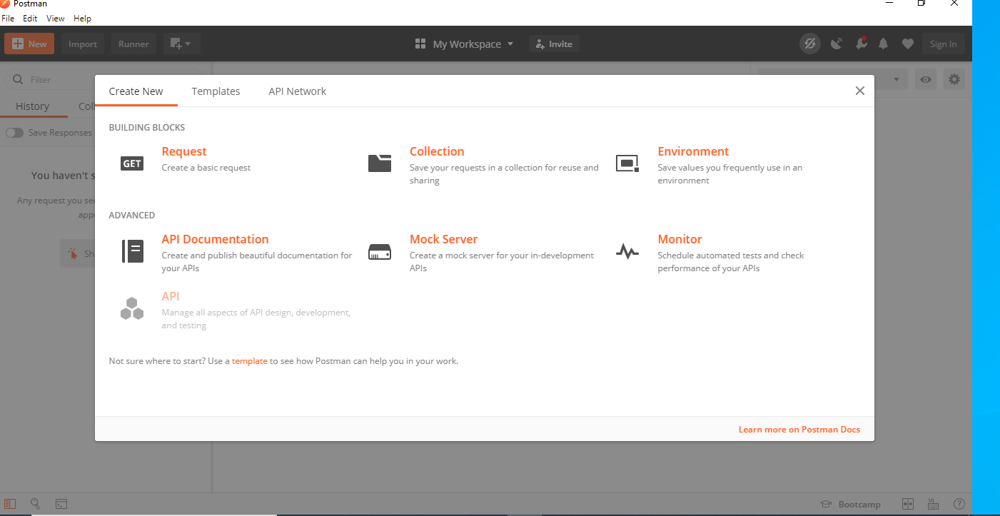 Postman
File Edit View Help
New Import Runner My Workspace Invite Sign In
Filter
Create New Templates API Network
History Col
Save Responses
BUILDING BLOCKS
Request
GET
Create a basic request
Collection
Save your requests in a collection for reuse and
sharing
Environment
Save values you frequently use in an
environment
You haven't s
Any request you se
appe
Sh
ADVANCED
API Documentation
Create and publish beautiful documentation for
your APIs
Mock Server
Create a mock server for your in-development
APIs
Monitor
Schedule automated tests and check
performance of your APIs
API
Manage all aspects of API design, development,
and testing
Not sure where to start? Use a template to see how Postman can help you in your work.
Learn more on Postman Docs
Bootcamp